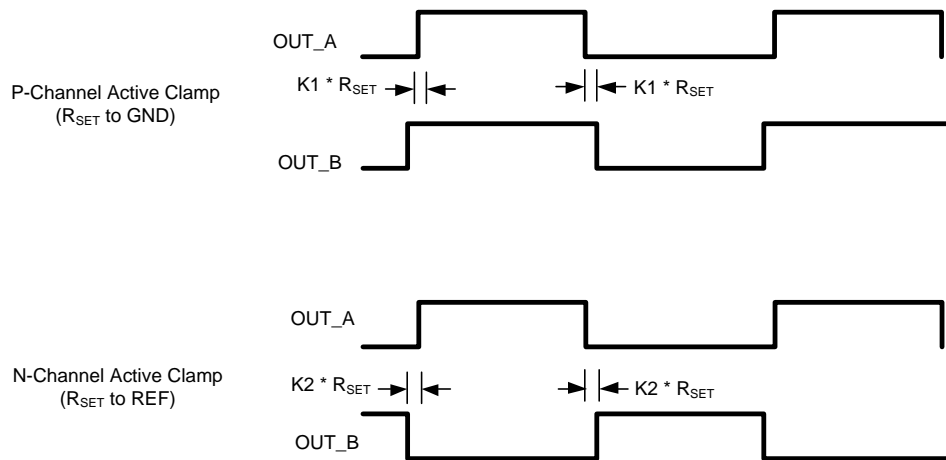 OUT_A
K1 * RSET
K1 * RSET
P-Channel Active Clamp
(RSET to GND)
OUT_B
OUT_A
N-Channel Active Clamp
(RSET to REF)
K2 * RSET
K2 * RSET
OUT_B